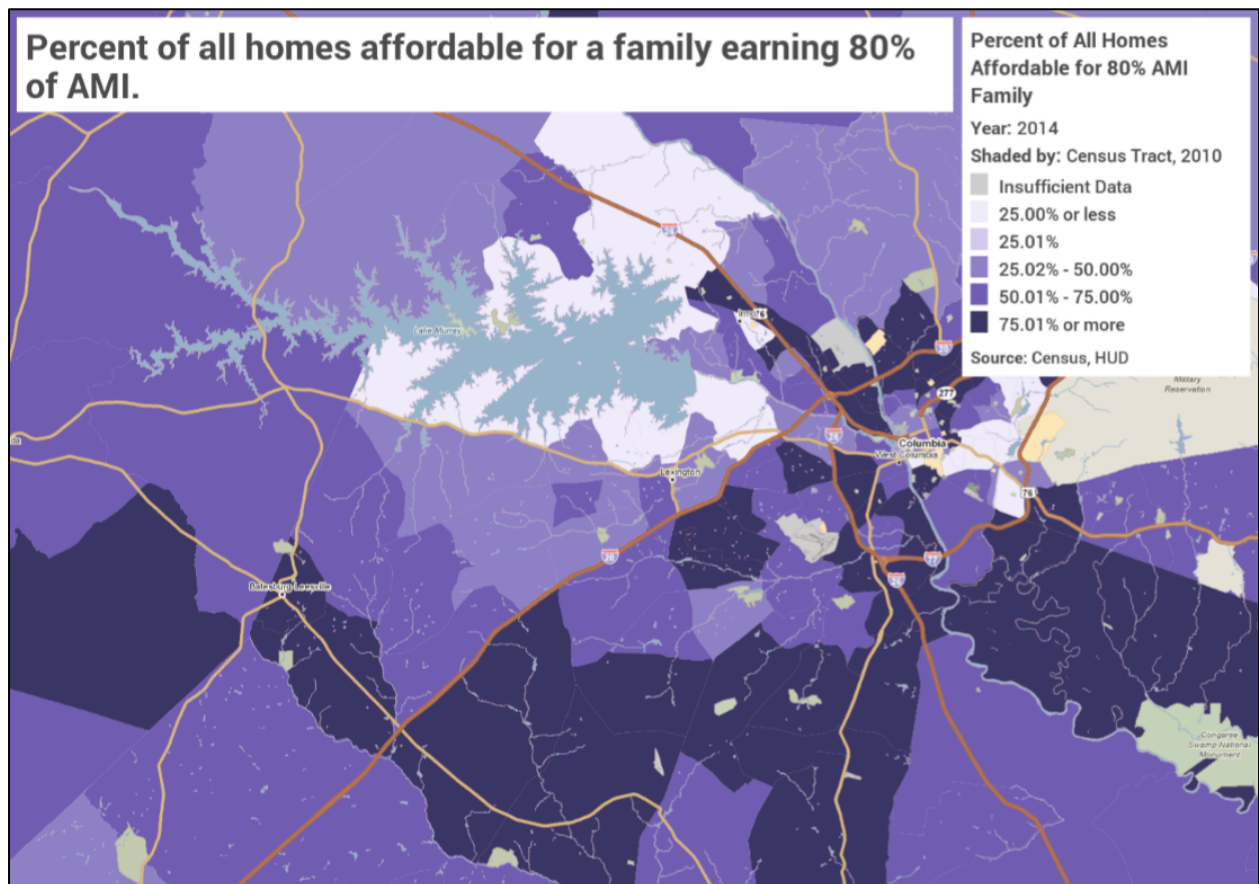 Percent of all homes affordable for a family earning 80%
of AMI.
Percent of All Homes
Affordable for 80% AMI
Family
Year: 2014
Shaded by: Census Tract, 2010
Insufficient Data
25.00% or less
25.01%
25.02% - 50.00%
50.01% - 75.00%
75.01% or more
Source: Census, HUD
Military
Reservation
26
Lake Murray
76
20
277
26
Columbia
West Columbia
Lexington
76
20
77
26
Batesburg-Leesville
Congaree
Swamp National
Monument